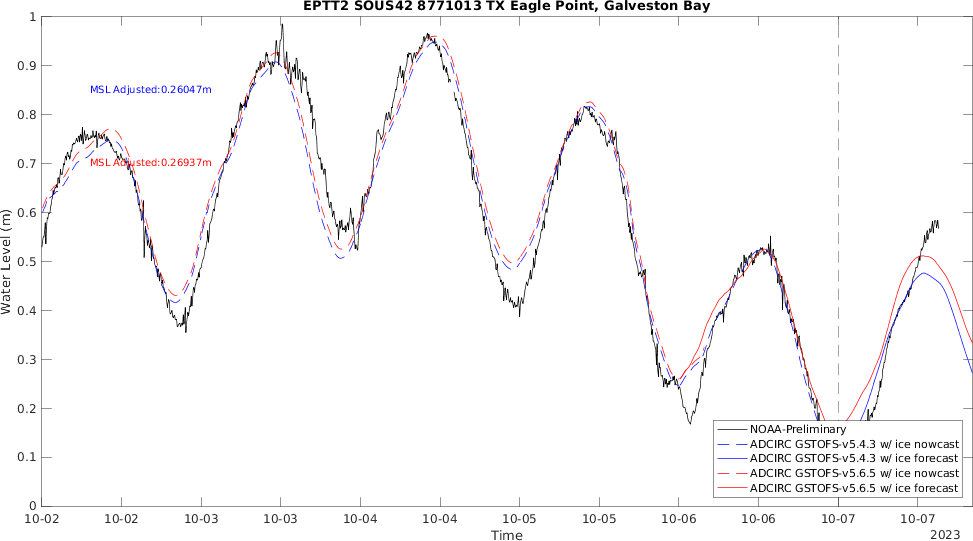 EPTT2 SOUS42 8771013 TX Eagle Point, Galveston Bay
1
0.9
MSL Adjusted:0.26047m
0.8
0.7
MSL Adjusted:0.26937m
0.6
0.5
0.4
0.3
0.2
0.1
0
Water Level (m)
NOAA-Preliminary
ADCIRC GSTOFS-v5.4.3 w/ ice nowcast
ADCIRC GSTOFS-v5.4.3 w/ ice forecast
ADCIRC GSTOFS-v5.6.5 w/ ice nowcast
ADCIRC GSTOFS-v5.6.5 w/ ice forecast
10-02 10-02 10-03 10-03 10-04 10-04 10-05 10-05 10-06 10-06 10-07 10-07
Time
2023